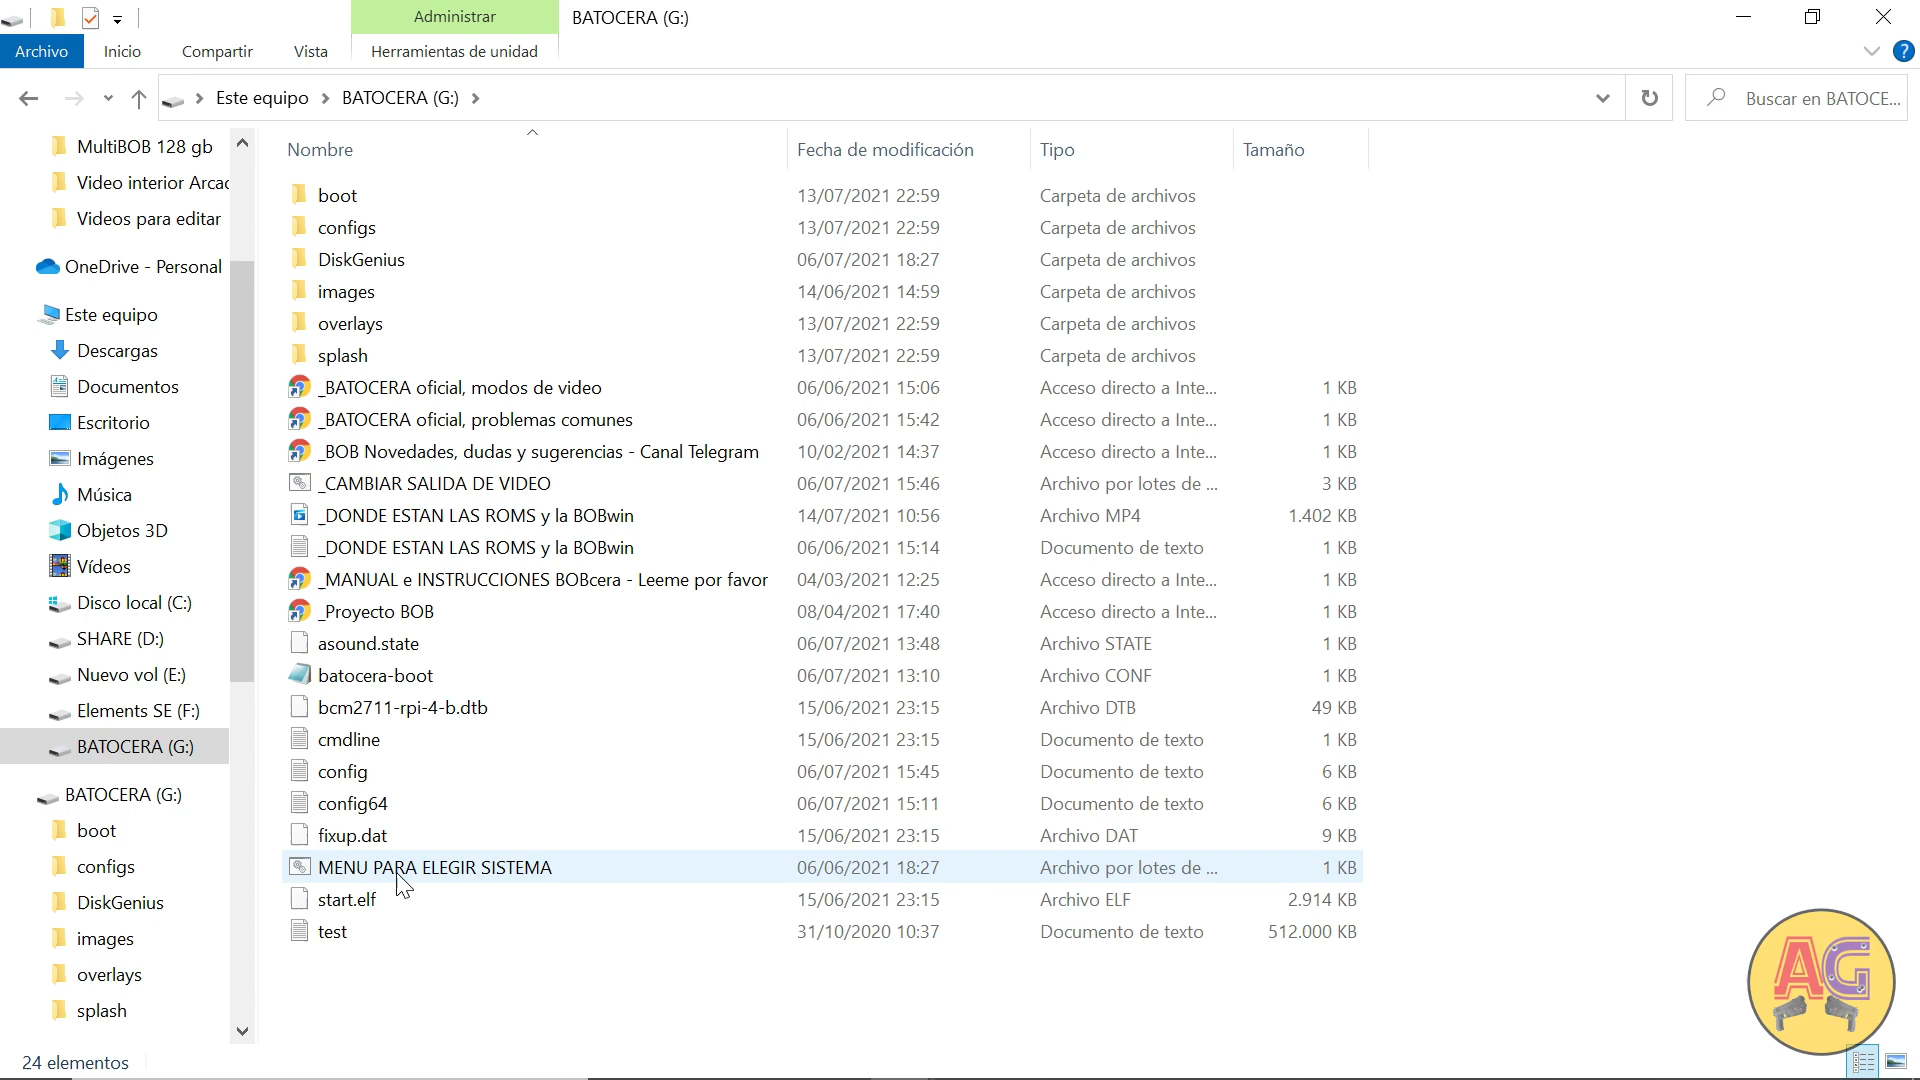 Administrar
BATOCERA (G:)
Archivo
Inicio
Compartir
Vista
Herramientas de unidad
?
Este equipo
BATOCERA (G:)
Buscar en BATOCE...
MultiBOB 128 gb
Video interior Arcad
Videos para editar
OneDrive - Personal
Este equipo
Descargas
Documentos
Escritorio
Imágenes
Música
Objetos 3D
Vídeos
Disco local (C:)
SHARE (D:)
Nuevo vol (E:)
Elements SE (F:)
BATOCERA (G:)
BATOCERA (G:)
boot
configs
DiskGenius
images
overlays
splash
Nombre Fecha de modificación Tipo Tamaño
boot 13/07/2021 22:59 Carpeta de archivos
configs 13/07/2021 22:59 Carpeta de archivos
DiskGenius 06/07/2021 18:27 Carpeta de archivos
images 14/06/2021 14:59 Carpeta de archivos
overlays 13/07/2021 22:59 Carpeta de archivos
splash 13/07/2021 22:59 Carpeta de archivos
_BATOCERA oficial, modos de video 06/06/2021 15:06 Acceso directo a Inte... 1 KB
_BATOCERA oficial, problemas comunes 06/06/2021 15:42 Acceso directo a Inte... 1 KB
_BOB Novedades, dudas y sugerencias - Canal Telegram 10/02/2021 14:37 Acceso directo a Inte... 1 KB
_CAMBIAR SALIDA DE VIDEO 06/07/2021 15:46 Archivo por lotes de ... 3 KB
_DONDE ESTAN LAS ROMS y la BOBwin 14/07/2021 10:56 Archivo MP4 1.402 KB
_DONDE ESTAN LAS ROMS y la BOBwin 06/06/2021 15:14 Documento de texto 1 KB
_MANUAL e INSTRUCCIONES BOBcera - Leeme por favor 04/03/2021 12:25 Acceso directo a Inte... 1 KB
_Proyecto BOB 08/04/2021 17:40 Acceso directo a Inte... 1 KB
asound.state 06/07/2021 13:48 Archivo STATE 1 KB
batocera-boot 06/07/2021 13:10 Archivo CONF 1 KB
bcm2711-rpi-4-b.dtb 15/06/2021 23:15 Archivo DTB 49 KB
cmdline 15/06/2021 23:15 Documento de texto 1 KB
config 06/07/2021 15:45 Documento de texto 6 KB
config64 06/07/2021 15:11 Documento de texto 6 KB
fixup.dat 15/06/2021 23:15 Archivo DAT 9 KB
MENU PARA ELEGIR SISTEMA 06/06/2021 18:27 Archivo por lotes de ... 1 KB
start.elf 15/06/2021 23:15 Archivo ELF 2.914 KB
test 31/10/2020 10:37 Documento de texto 512.000 KB
AG
24 elementos